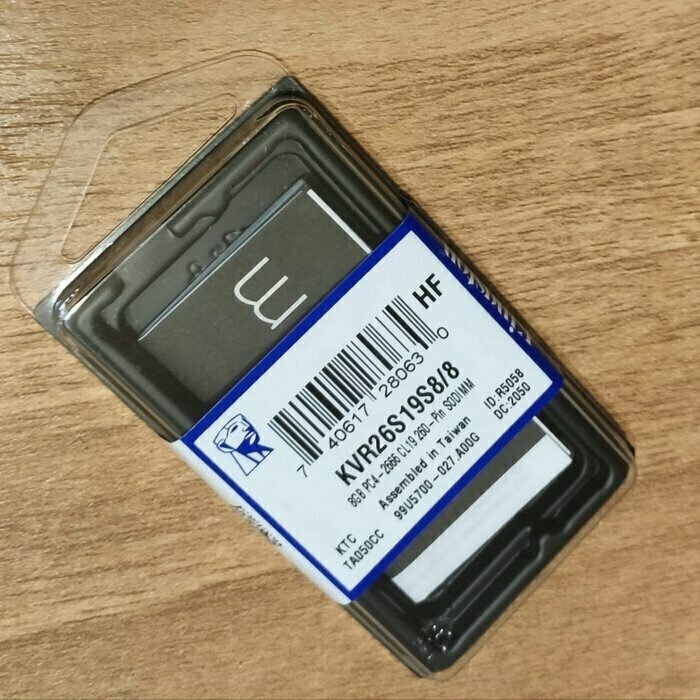 HF
7 40617 28063 0
KVR26S19S8/8
8GB PC4-2666 CL19 260-Pin SODIMM
Assembled in Taiwan
99U5700-027.A00G
ID:R5058
DC:2050
KTC
TA050CC